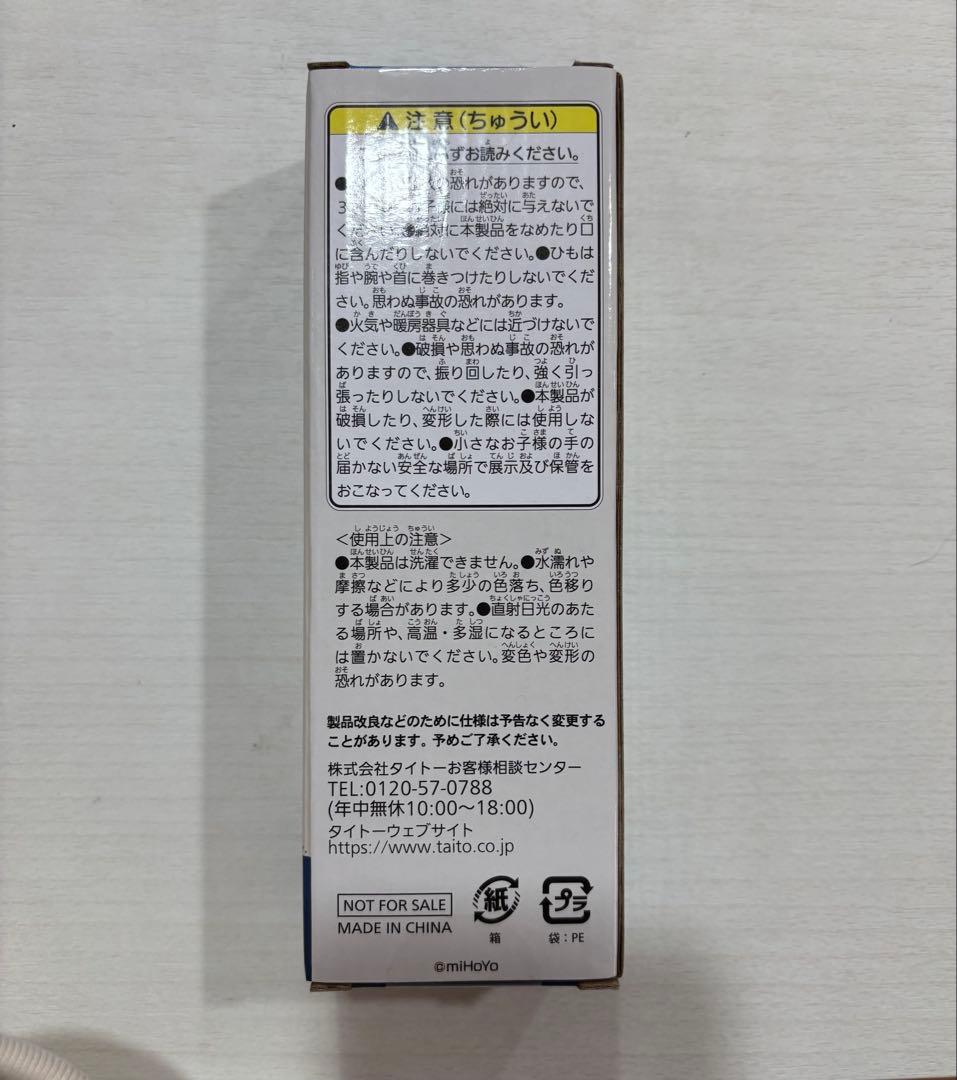 注意(ちゅうい)
ずお読みください。
の恐れがありますので、
3 には絶対に与えないで
くだ 対に本製品をなめたり口
に含んだりしないでください。●ひもは
指や腕や首に巻きつけたりしないでくだ
さい。思わぬ事故の恐れがあります。
●火気や暖房器具などには近づけないで
ください。●破損や思わぬ事故の恐れが
ありますので、振り回したり、強く引っ
張ったりしないでください。●本製品が
破損したり、変形した際には使用しな
いでください。●小さなお子様の手の
届かない安全な場所で展示及び保管を
おこなってください。
<使用上の注意>
●本製品は洗濯できません。●水濡れや
摩擦などにより多少の色落ち、色移り
する場合があります。●直射日光のあた
る場所や、高温・多湿になるところに
は置かないでください。変色や変形の
恐れがあります。
製品改良などのために仕様は予告なく変更する
ことがあります。予めご了承ください。
株式会社タイトーお客様相談センター
TEL:0120-57-0788
(年中無休10:00〜18:00)
タイトーウェブサイト
https://www.taito.co.jp
NOT FOR SALE
MADE IN CHINA
紙
箱
プラ
袋:PE
©miHoYo